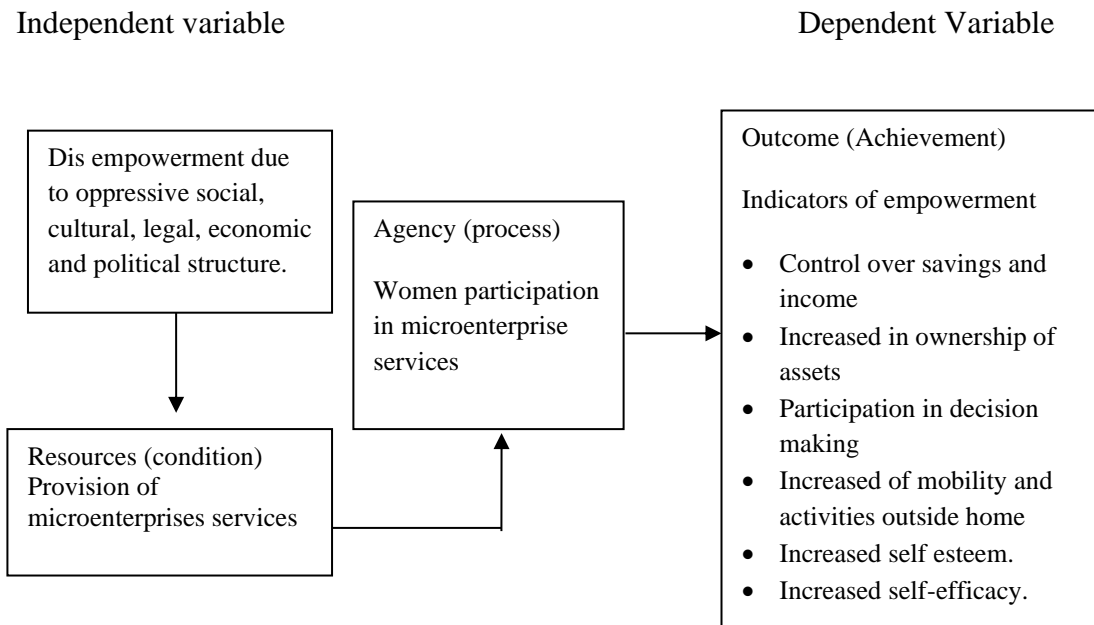 Independent variable
Dependent Variable
Dis empowerment due
to oppressive social,
cultural, legal, economic
and political structure.
Resources (condition)
Provision of
microenterprises services
Agency (process)
Women participation
in microenterprise
services
Outcome (Achievement)
Indicators of empowerment
• Control over savings and
income
• Increased in ownership of
assets
• Participation in decision
making
• Increased of mobility and
activities outside home
• Increased self esteem.
• Increased self-efficacy.